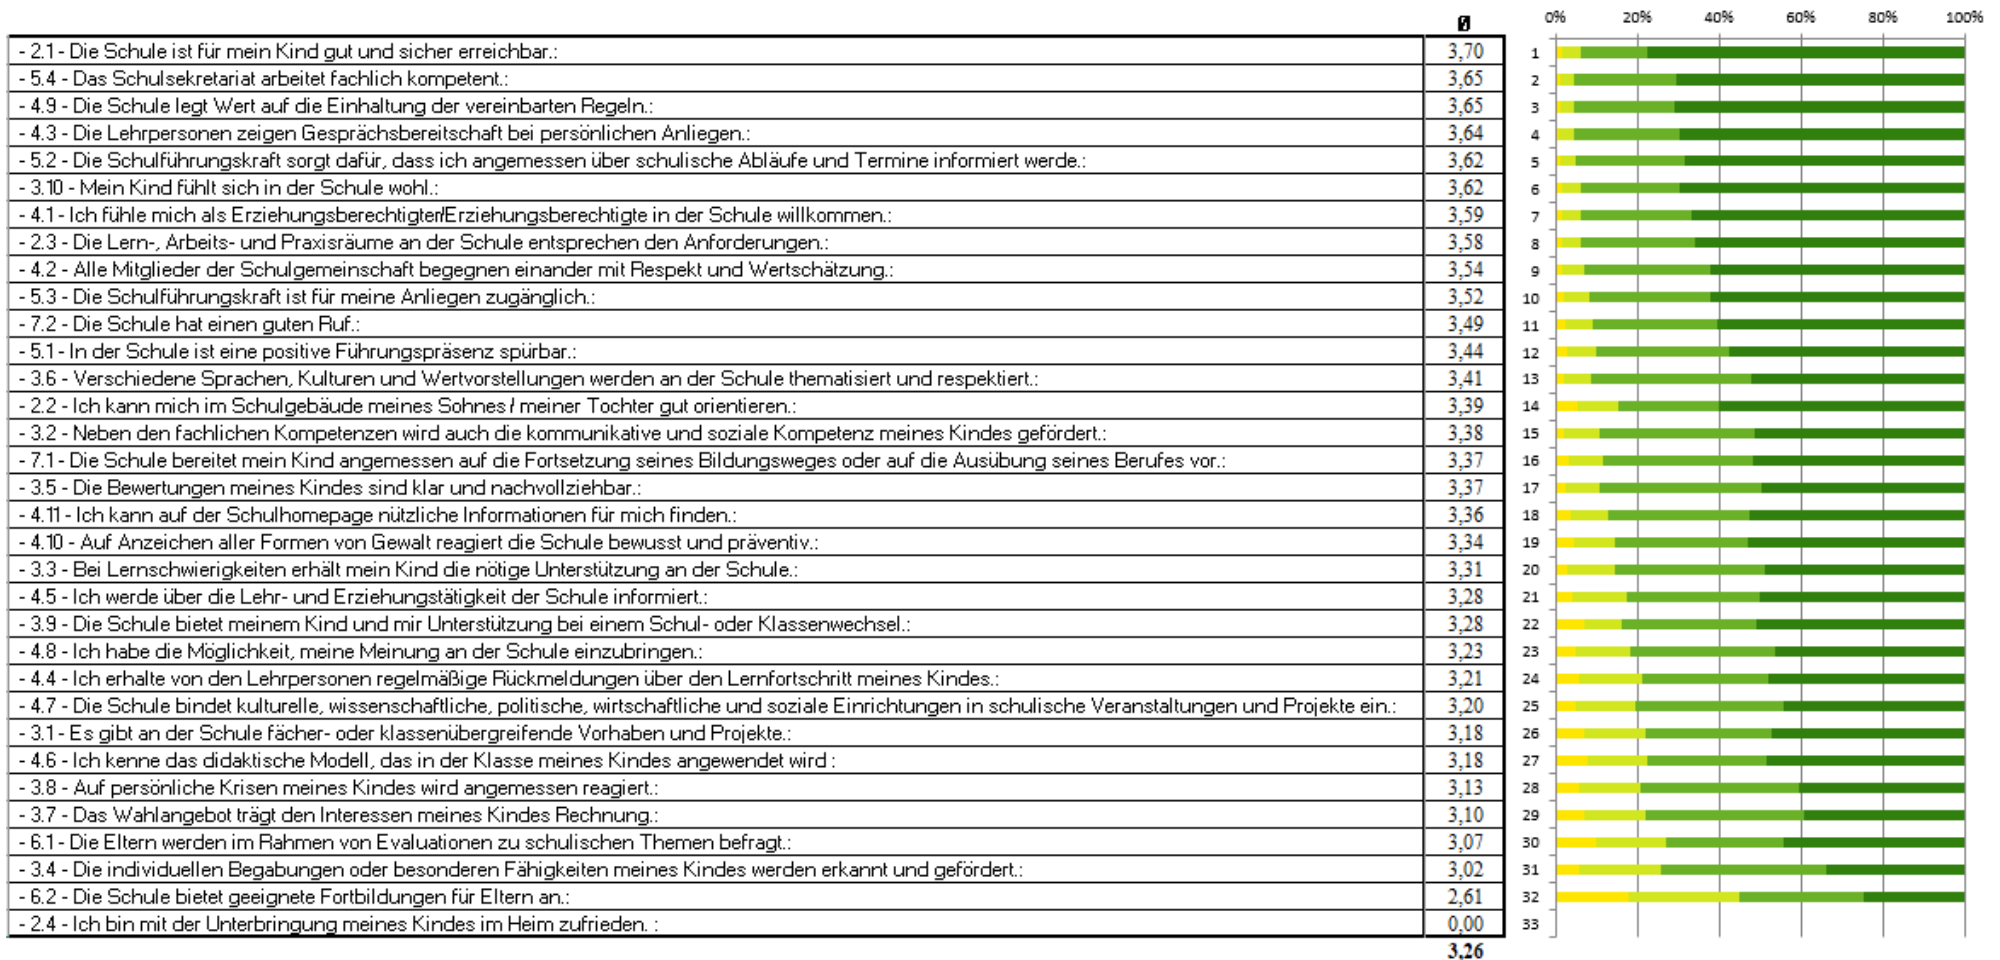 Ø
0% 20% 40% 60% 80% 100%
- 2.1 - Die Schule ist für mein Kind gut und sicher erreichbar.: 3,70 1
- 5.4 - Das Schulsekretariat arbeitet fachlich kompetent.: 3,65 2
- 4.9 - Die Schule legt Wert auf die Einhaltung der vereinbarten Regeln.: 3,65 3
- 4.3 - Die Lehrpersonen zeigen Gesprächsbereitschaft bei persönlichen Anliegen.: 3,64 4
- 5.2 - Die Schulführungskraft sorgt dafür, dass ich angemessen über schulische Abläufe und Termine informiert werde.: 3,62 5
- 3.10 - Mein Kind fühlt sich in der Schule wohl.: 3,62 6
- 4.1 - Ich fühle mich als Erziehungsberechtigter/Erziehungsberechtigte in der Schule willkommen.: 3,59 7
- 2.3 - Die Lern-, Arbeits- und Praxisräume an der Schule entsprechen den Anforderungen.: 3,58 8
- 4.2 - Alle Mitglieder der Schulgemeinschaft begegnen einander mit Respekt und Wertschätzung.: 3,54 9
- 5.3 - Die Schulführungskraft ist für meine Anliegen zugänglich.: 3,52 10
- 7.2 - Die Schule hat einen guten Ruf.: 3,49 11
- 5.1 - In der Schule ist eine positive Führungspräsenz spürbar.: 3,44 12
- 3.6 - Verschiedene Sprachen, Kulturen und Wertvorstellungen werden an der Schule thematisiert und respektiert.: 3,41 13
- 2.2 - Ich kann mich im Schulgebäude meines Sohnes / meiner Tochter gut orientieren.: 3,39 14
- 3.2 - Neben den fachlichen Kompetenzen wird auch die kommunikative und soziale Kompetenz meines Kindes gefördert.: 3,38 15
- 7.1 - Die Schule bereitet mein Kind angemessen auf die Fortsetzung seines Bildungsweges oder auf die Ausübung seines Berufes vor.: 3,37 16
- 3.5 - Die Bewertungen meines Kindes sind klar und nachvollziehbar.: 3,37 17
- 4.11 - Ich kann auf der Schulhomepage nützliche Informationen für mich finden.: 3,36 18
- 4.10 - Auf Anzeichen aller Formen von Gewalt reagiert die Schule bewusst und präventiv.: 3,34 19
- 3.3 - Bei Lernschwierigkeiten erhält mein Kind die nötige Unterstützung an der Schule.: 3,31 20
- 4.5 - Ich werde über die Lehr- und Erziehungstätigkeit der Schule informiert.: 3,28 21
- 3.9 - Die Schule bietet meinem Kind und mir Unterstützung bei einem Schul- oder Klassenwechsel.: 3,28 22
- 4.8 - Ich habe die Möglichkeit, meine Meinung an der Schule einzubringen.: 3,23 23
- 4.4 - Ich erhalte von den Lehrpersonen regelmäßige Rückmeldungen über den Lernfortschritt meines Kindes.: 3,21 24
- 4.7 - Die Schule bindet kulturelle, wissenschaftliche, politische, wirtschaftliche und soziale Einrichtungen in schulische Veranstaltungen und Projekte ein.: 3,20 25
- 3.1 - Es gibt an der Schule fächer- oder klassenübergreifende Vorhaben und Projekte.: 3,18 26
- 4.6 - Ich kenne das didaktische Modell, das in der Klasse meines Kindes angewendet wird : 3,18 27
- 3.8 - Auf persönliche Krisen meines Kindes wird angemessen reagiert.: 3,13 28
- 3.7 - Das Wahlangebot trägt den Interessen meines Kindes Rechnung.: 3,10 29
- 6.1 - Die Eltern werden im Rahmen von Evaluationen zu schulischen Themen befragt.: 3,07 30
- 3.4 - Die individuellen Begabungen oder besonderen Fähigkeiten meines Kindes werden erkannt und gefördert.: 3,02 31
- 6.2 - Die Schule bietet geeignete Fortbildungen für Eltern an.: 2,61 32
- 2.4 - Ich bin mit der Unterbringung meines Kindes im Heim zufrieden. : 0,00 33
3,26